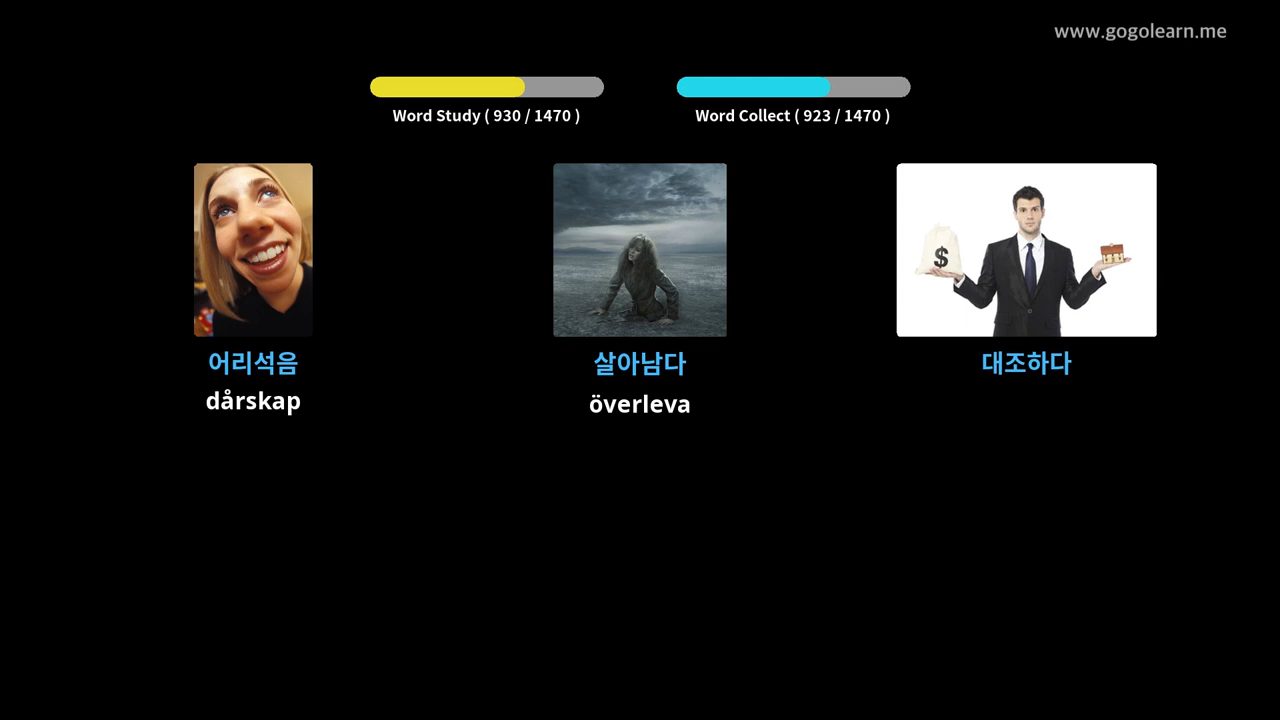 www.gogolearn.me
Word Study ( 930 / 1470 )
Word Collect ( 923 / 1470 )
$
어리석음
살아남다
대조하다
dårskap
överleva